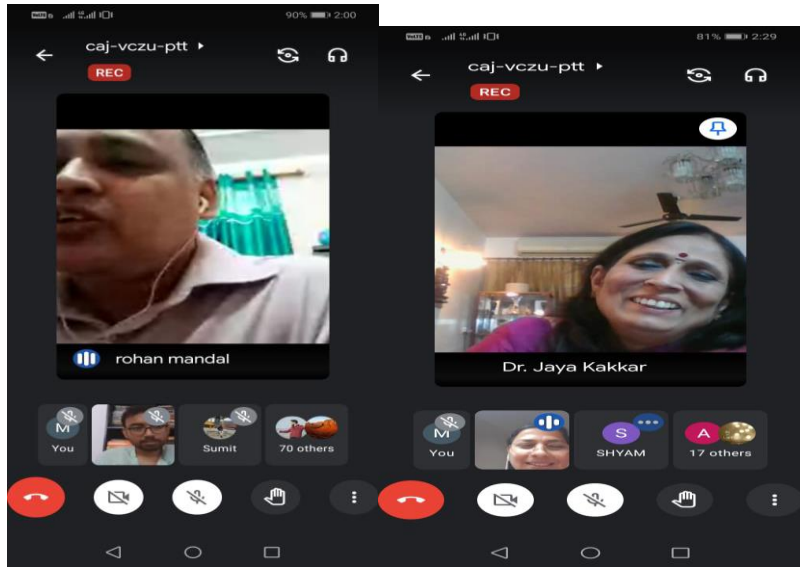 90% 2:00
caj-vczu-ptt
REC
rohan mandal
M
You
Sumit
70 others
81% 2:29
caj-vczu-ptt
REC
Dr. Jaya Kakkar
M
You
S
SHYAM
A
17 others